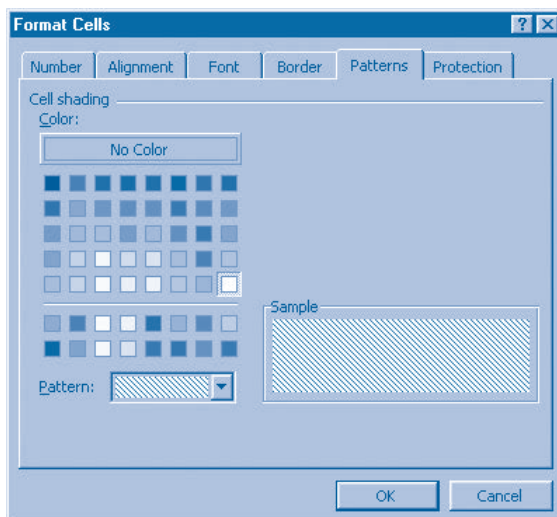 Format Cells
Number Alignment Font Border Patterns Protection
Cell shading
Color:
No Color
Sample
Pattern:
OK Cancel